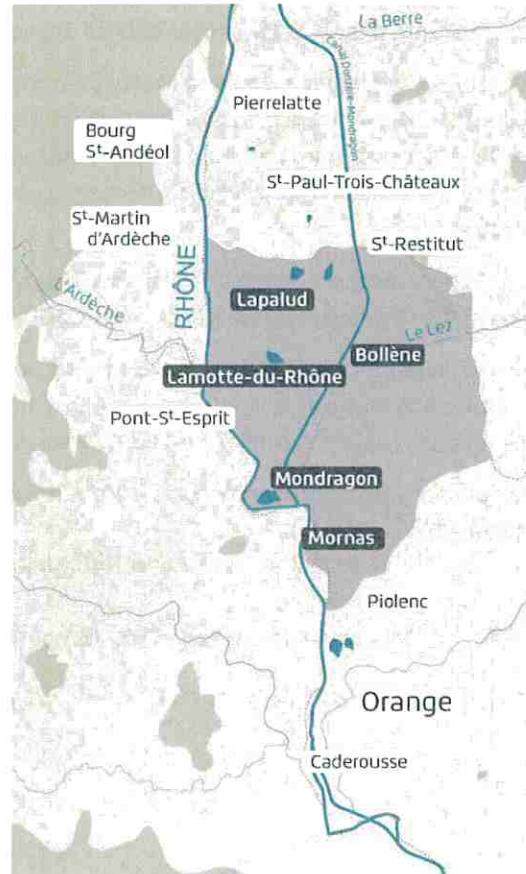 La Berre
Canal Donzère-Mondragon
Pierrelatte
Bourg
Sᵗ-Andéol
Sᵗ-Paul-Trois-Châteaux
Sᵗ-Martin
d'Ardèche
Sᵗ-Restitut
RHÔNE
L'Ardèche
Lapalud
Le Lez
Bollène
Lamotte-du-Rhône
Pont-Sᵗ-Esprit
Mondragon
Mornas
Piolenc
Orange
Caderousse